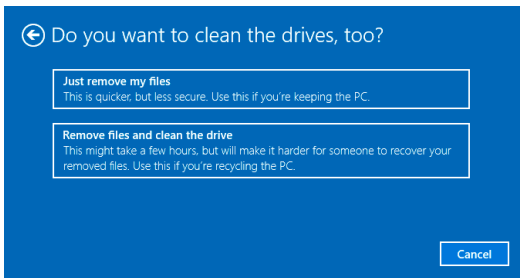 Do you want to clean the drives, too?
Just remove my files
This is quicker, but less secure. Use this if you're keeping the PC.
Remove files and clean the drive
This might take a few hours, but will make it harder for someone to recover your
removed files. Use this if you're recycling the PC.
Cancel